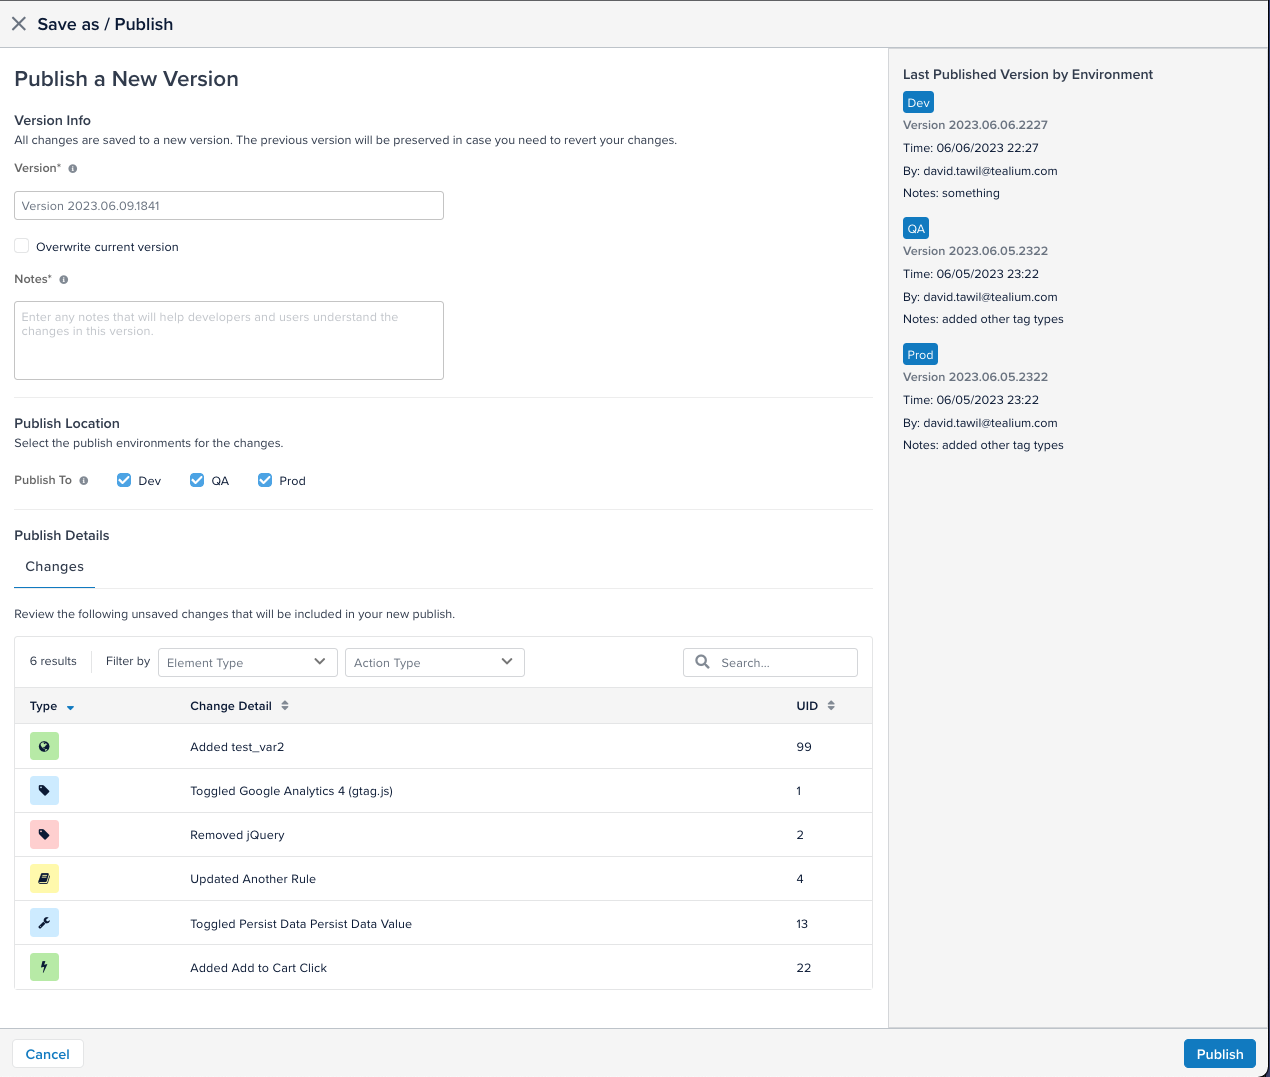 Save as / Publish
Publish a New Version
Version Info
All changes are saved to a new version. The previous version will be preserved in case you need to revert your changes.
Version*
Version 2023.06.09.1841
Overwrite current version
Notes*
Enter any notes that will help developers and users understand the
changes in this version.
Publish Location
Select the publish environments for the changes.
Publish To Dev QA Prod
Publish Details
Changes
Review the following unsaved changes that will be included in your new publish.
6 results Filter by Element Type Action Type Search...
Type Change Detail UID
Added test_var2 99
Toggled Google Analytics 4 (gtag.js) 1
Removed jQuery 2
Updated Another Rule 4
Toggled Persist Data Persist Data Value 13
Added Add to Cart Click 22
Last Published Version by Environment
Dev
Version 2023.06.06.2227
Time: 06/06/2023 22:27
By: david.tawil@tealium.com
Notes: something
QA
Version 2023.06.05.2322
Time: 06/05/2023 23:22
By: david.tawil@tealium.com
Notes: added other tag types
Prod
Version 2023.06.05.2322
Time: 06/05/2023 23:22
By: david.tawil@tealium.com
Notes: added other tag types
Cancel
Publish